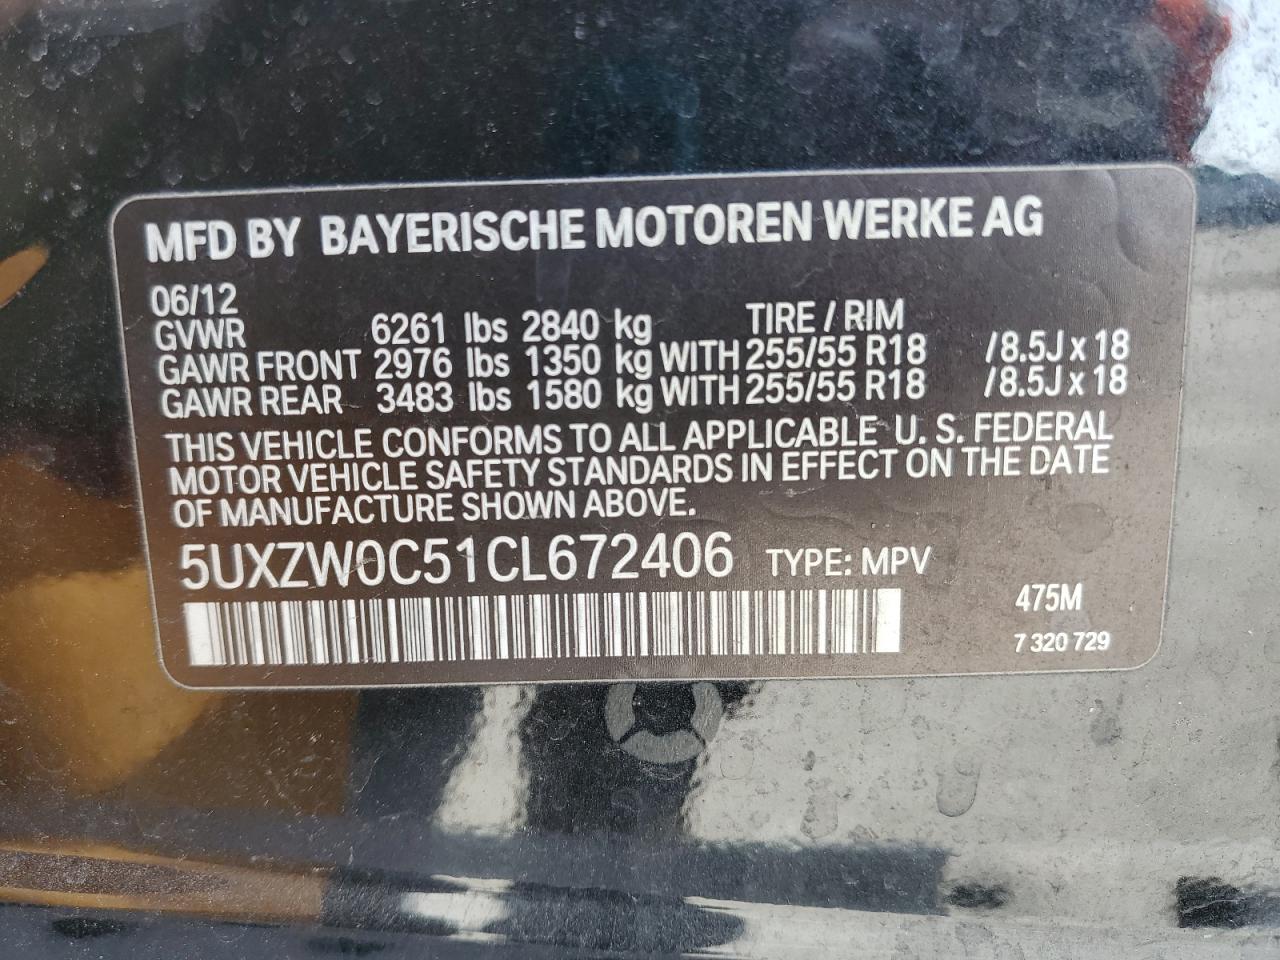 MFD BY BAYERISCHE MOTOREN WERKE AG
06/12
GVWR 6261 lbs 2840 kg TIRE / RIM
GAWR FRONT 2976 lbs 1350 kg WITH 255/55 R18 /8.5J x 18
GAWR REAR 3483 lbs 1580 kg WITH 255/55 R18 /8.5J x 18
THIS VEHICLE CONFORMS TO ALL APPLICABLE U. S. FEDERAL
MOTOR VEHICLE SAFETY STANDARDS IN EFFECT ON THE DATE
OF MANUFACTURE SHOWN ABOVE.
5UXZW0C51CL672406 TYPE: MPV
475M
7 320 729